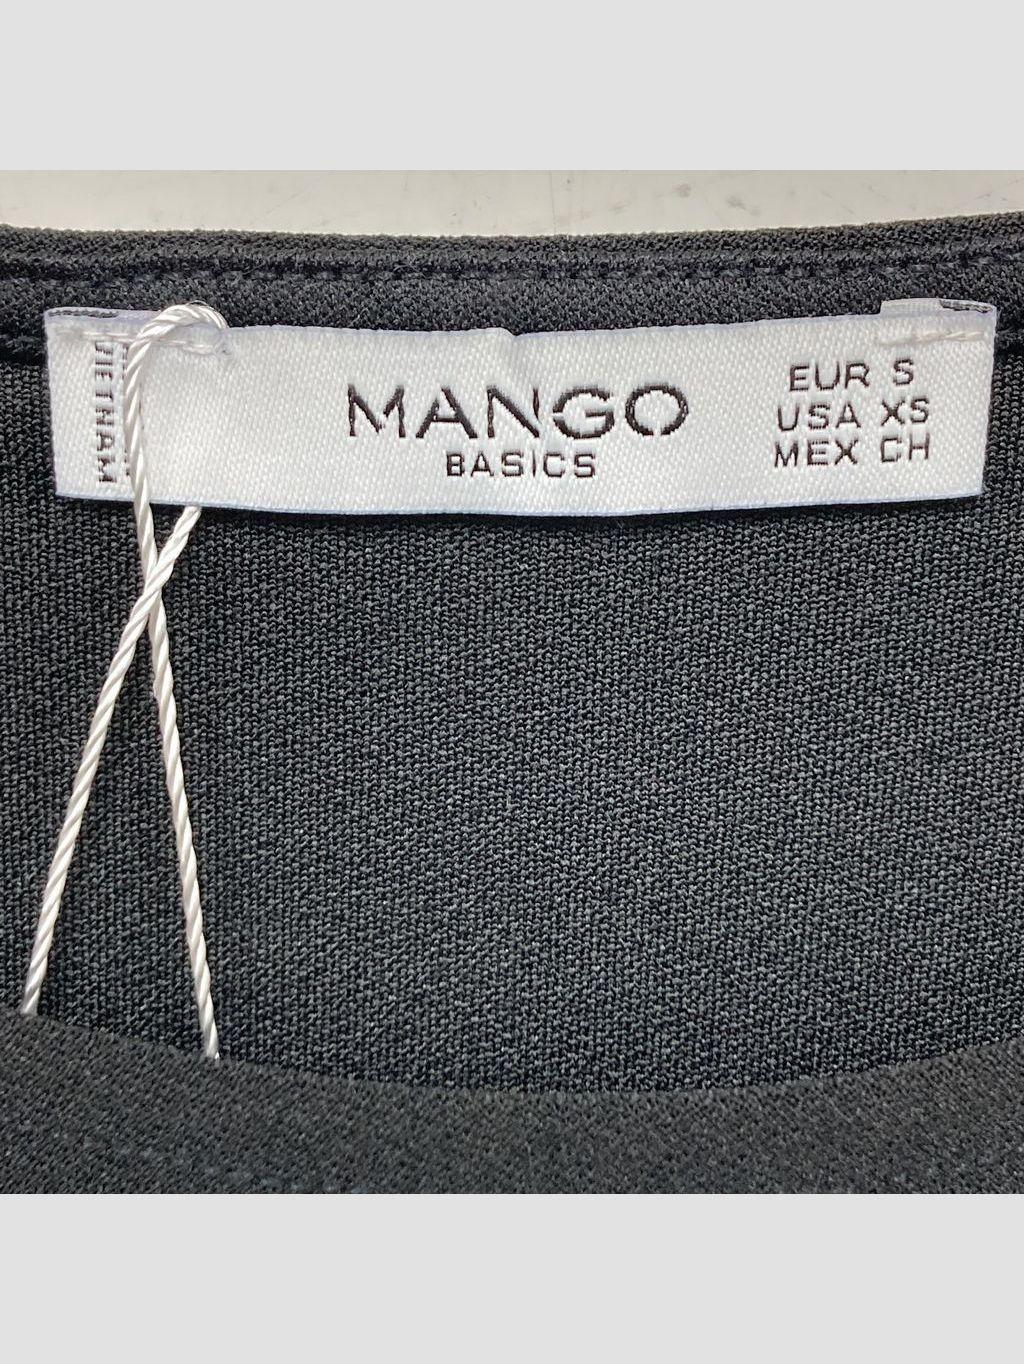 MANGO
BASICS
EUR S
USA XS
MEX CH
VIETNAM